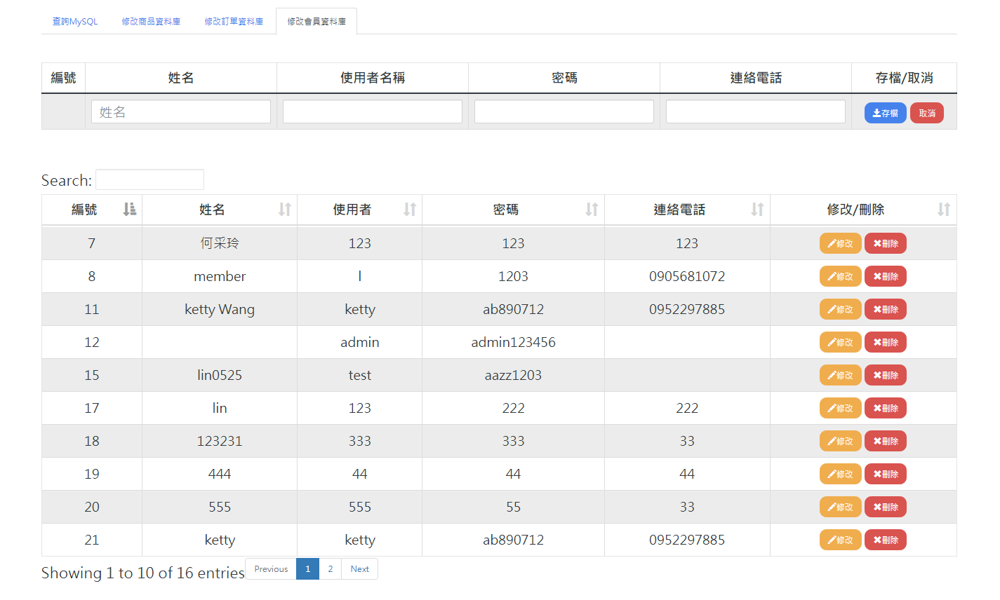 查詢MySQL 修改商品資料庫 修改訂單資料庫 修改會員資料庫
編號 姓名 使用者名稱 密碼 連絡電話 存檔/取消
姓名 存檔 取消
Search:
編號 姓名 使用者 密碼 連絡電話 修改/刪除
7 何采玲 123 123 123 修改 刪除
8 member l 1203 0905681072 修改 刪除
11 ketty Wang ketty ab890712 0952297885 修改 刪除
12 admin admin123456 修改 刪除
15 lin0525 test aazz1203 修改 刪除
17 lin 123 222 222 修改 刪除
18 123231 333 333 33 修改 刪除
19 444 44 44 44 修改 刪除
20 555 555 55 33 修改 刪除
21 ketty ketty ab890712 0952297885 修改 刪除
Showing 1 to 10 of 16 entries Previous 1 2 Next